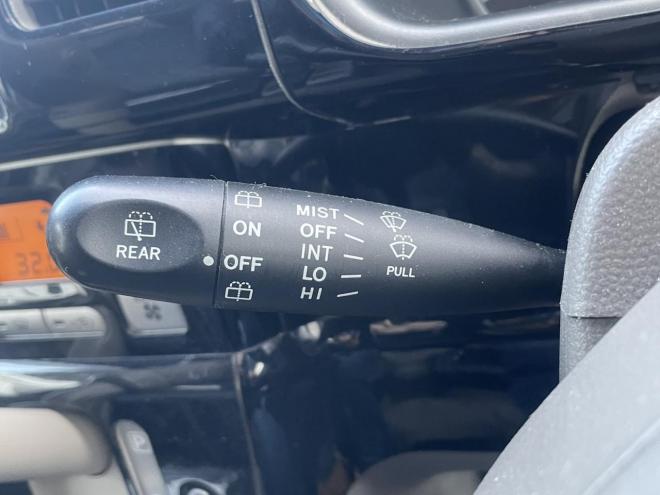 REAR
ON
OFF
MIST
OFF
INT
LO
HI
PULL
P